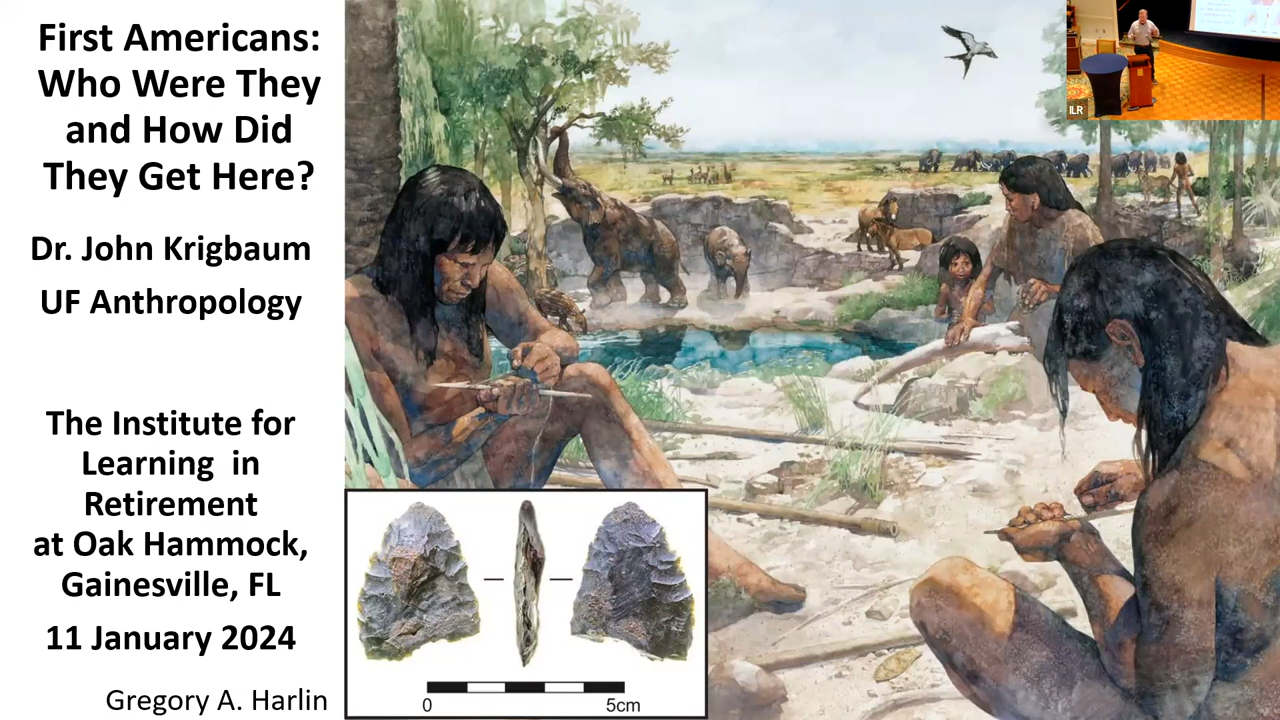 First Americans:
Who Were They
and How Did
They Get Here?
Dr. John Krigbaum
UF Anthropology
The Institute for
Learning in
Retirement
at Oak Hammock,
Gainesville, FL
11 January 2024
Gregory A. Harlin
0 5cm
ILR